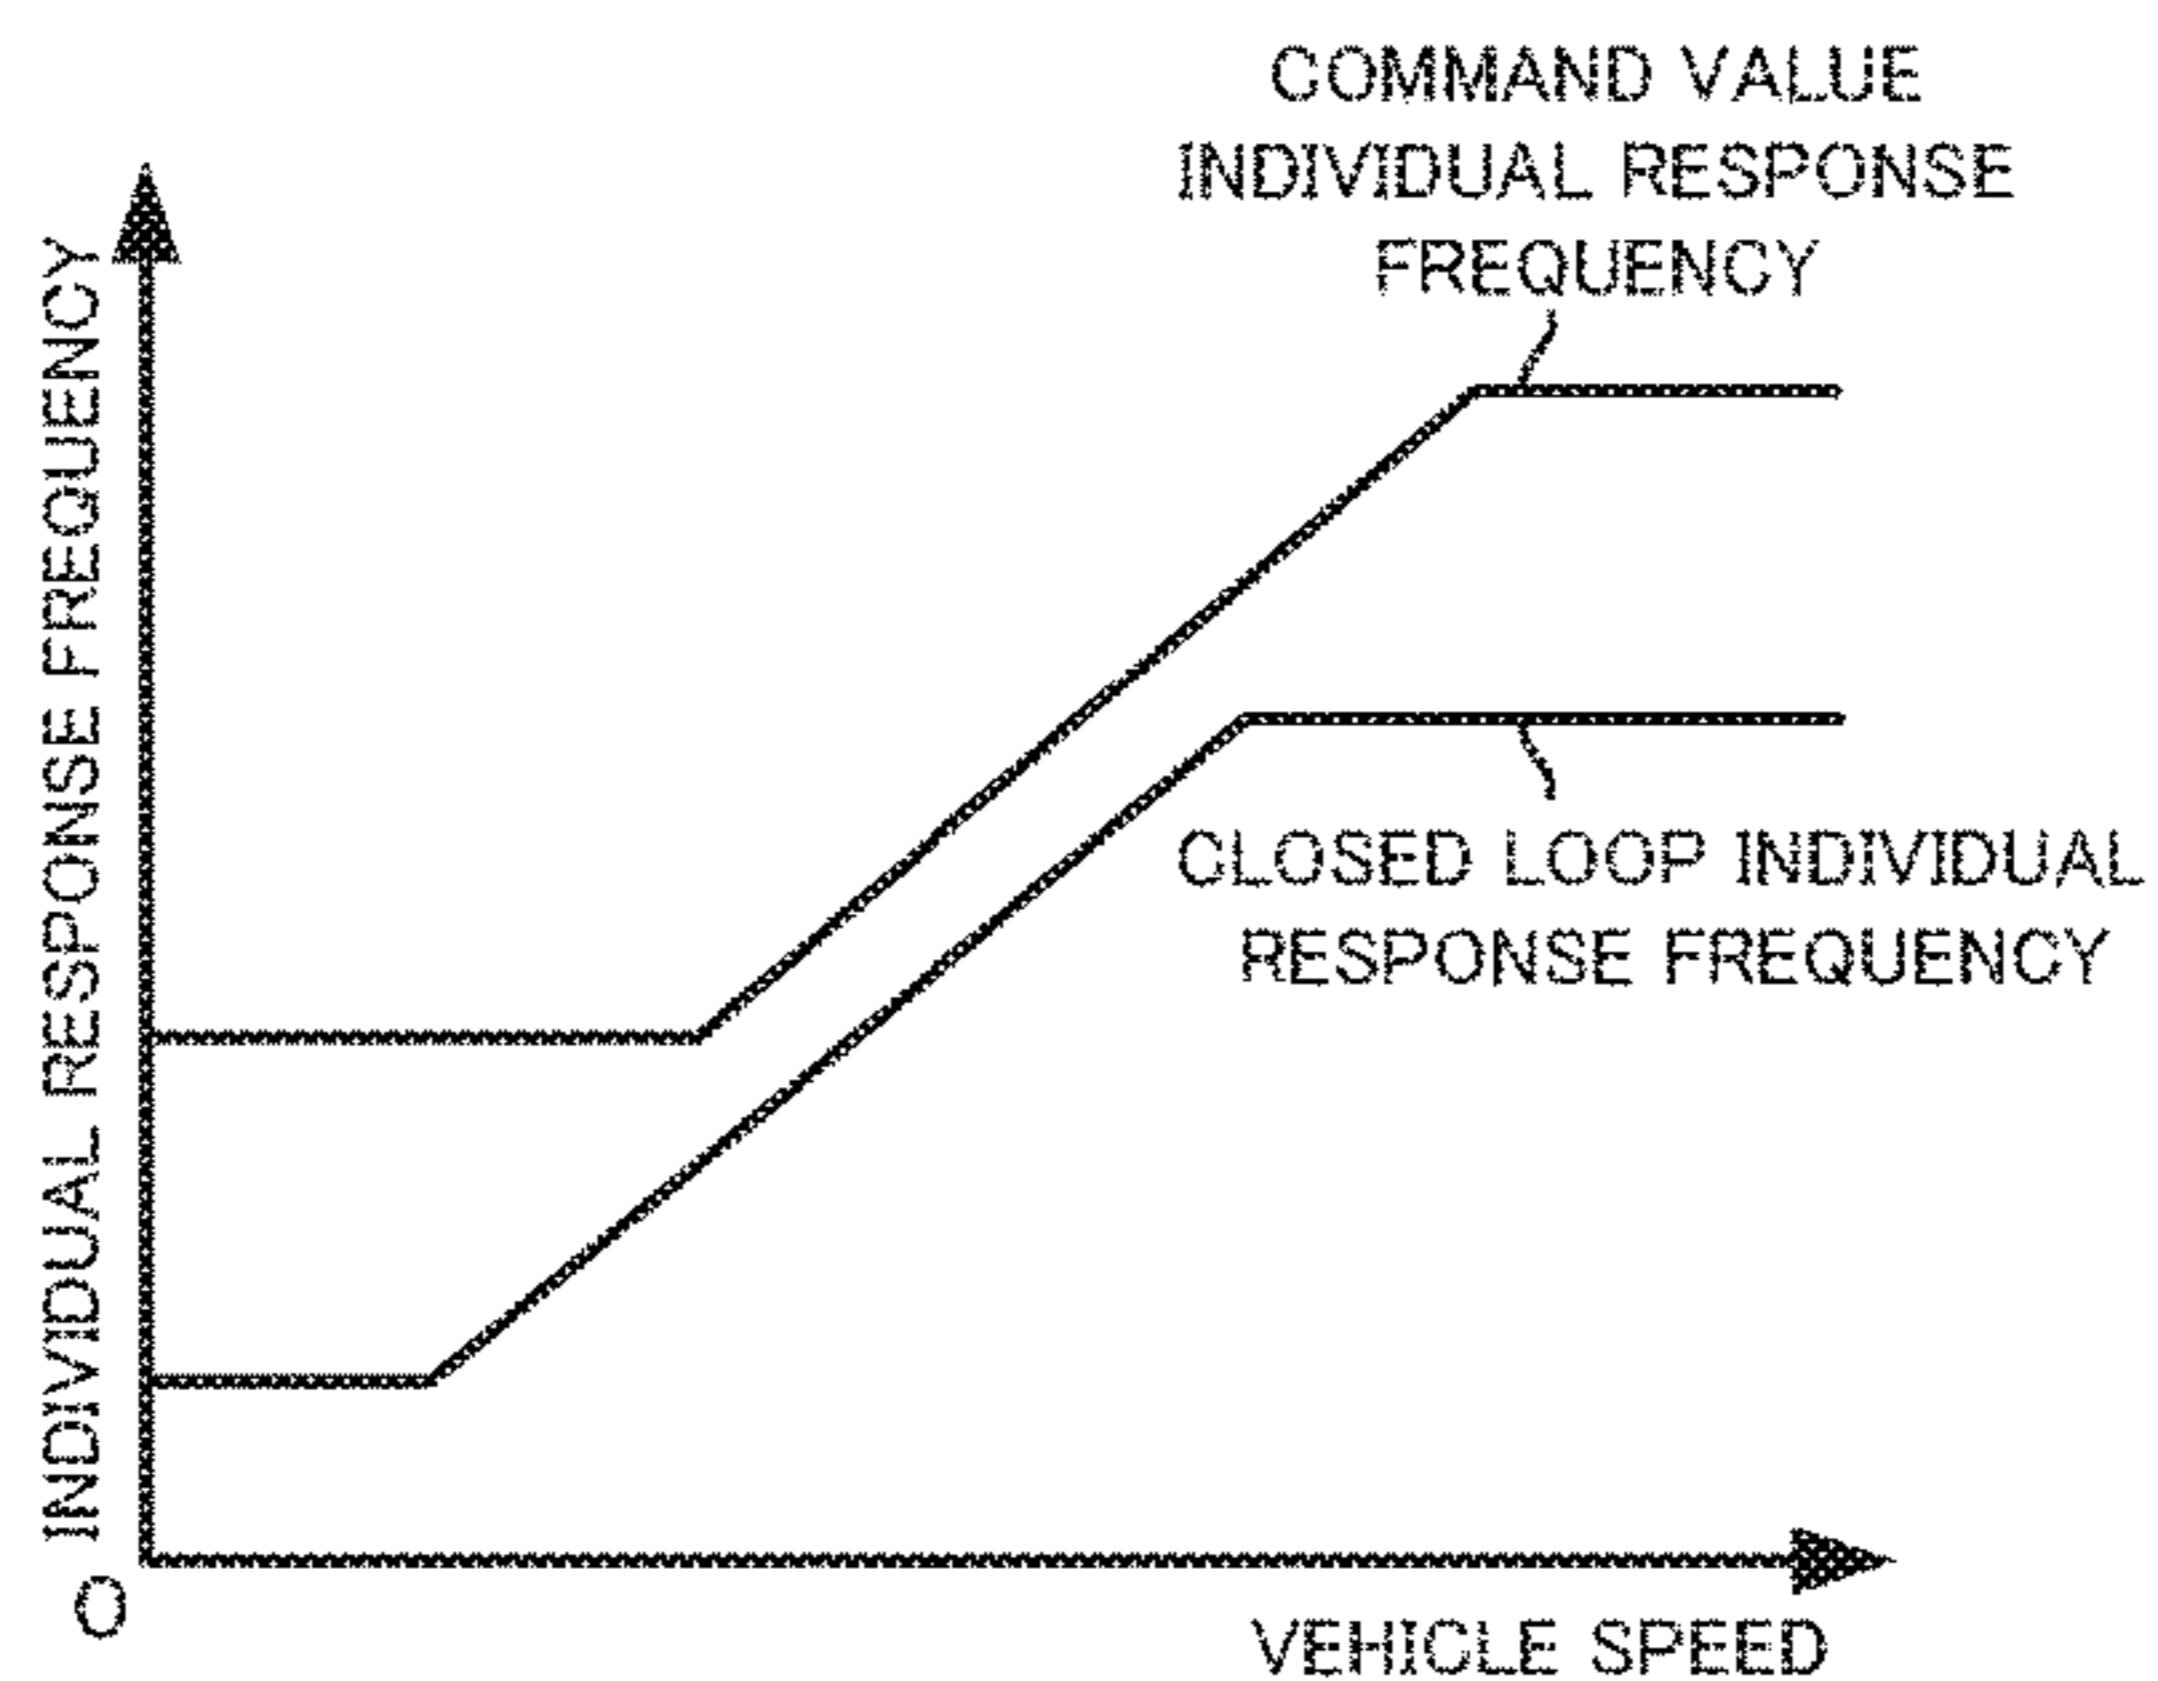 COMMAND VALUE
INDIVIDUAL RESPONSE
FREQUENCY
INDIVIDUAL RESPONSE FREQUENCY
CLOSED LOOP INDIVIDUAL
RESPONSE FREQUENCY
O
VEHICLE SPEED